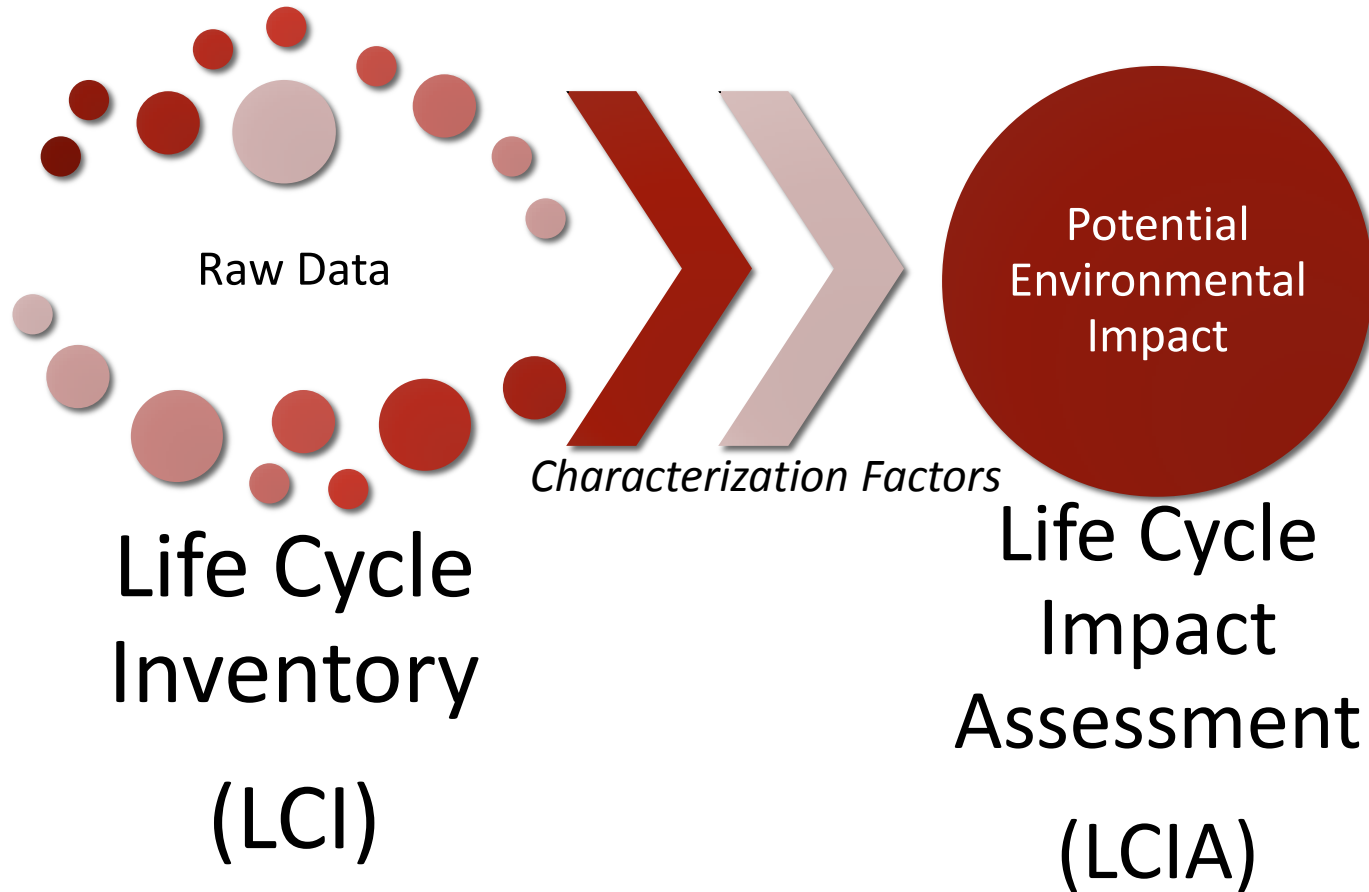 Raw Data
Life Cycle
Inventory
(LCI)
Characterization Factors
Potential
Environmental
Impact
Life Cycle
Impact
Assessment
(LCIA)